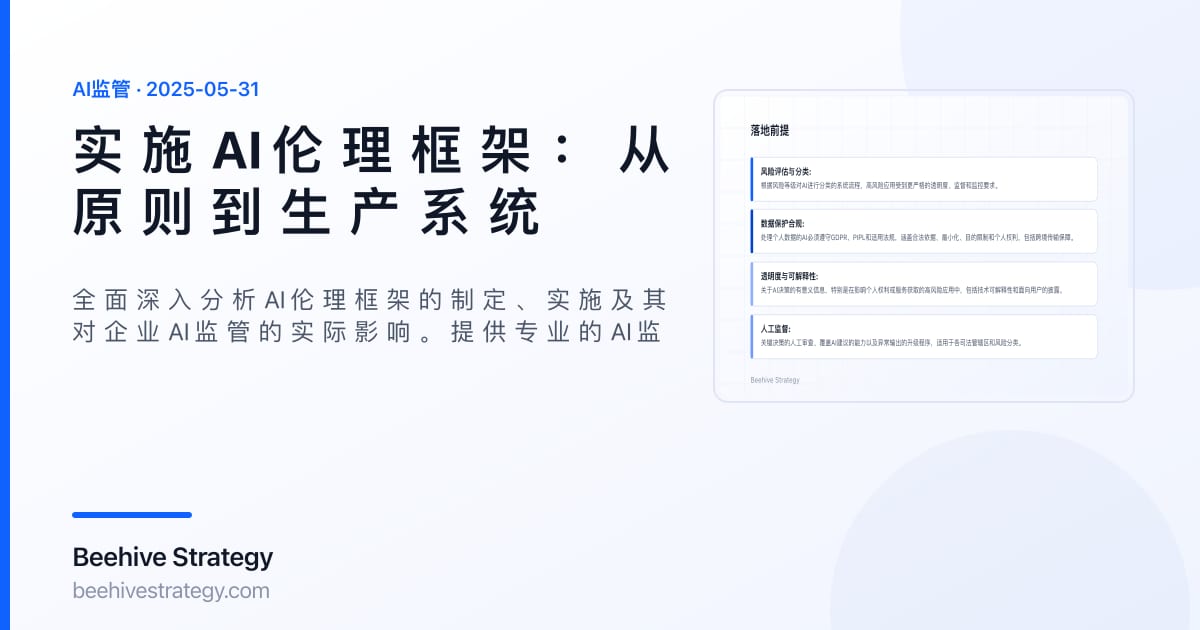 AI监管 · 2025-05-31
实施AI伦理框架：从
原则到生产系统
全面深入分析AI伦理框架的制定、实施及其
对企业AI监管的实际影响。提供专业的AI监
落地前提
风险评估与分类:
根据风险等级对AI进行分类的系统流程，高风险应用受到更严格的透明度、监督和监控要求。
数据保护合规:
处理个人数据的AI必须遵守GDPR、PIPL和适用法规，涵盖合法依据、最小化、目的限制和个人权利，包括跨境传输保障。
透明度与可解释性:
关于AI决策的有意义信息，特别是在影响个人权利或服务获取的高风险应用中，包括技术可解释性和面向用户的披露。
人工监督:
关键决策的人工审查、覆盖AI建议的能力以及异常输出的升级程序，适用于各司法管辖区和风险分类。
Beehive Strategy
Beehive Strategy
beehivestrategy.com